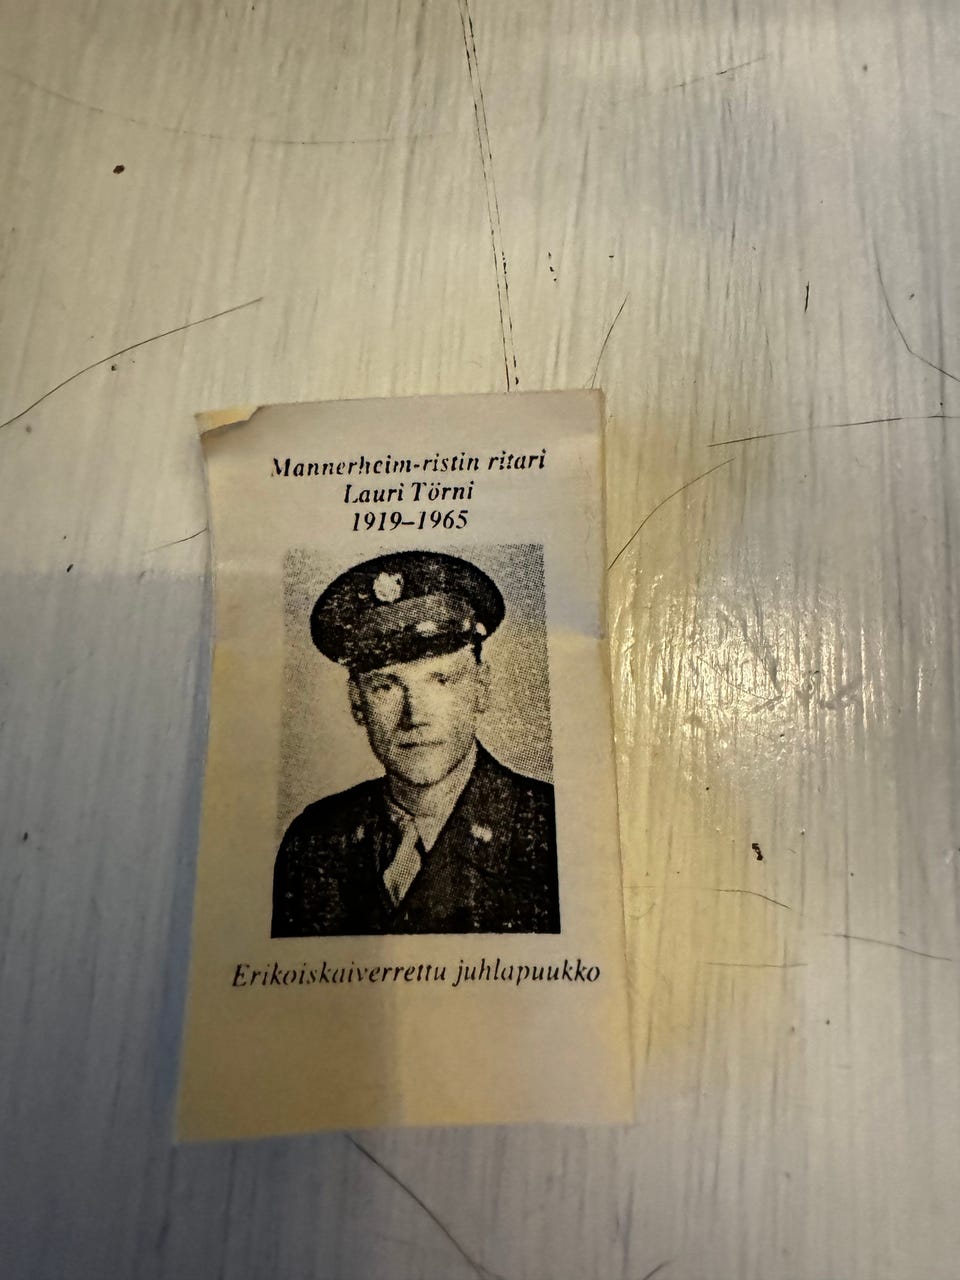 Mannerheim-ristin ritari
Lauri Törni
1919–1965
Erikoiskaiverrettu juhlapuukko